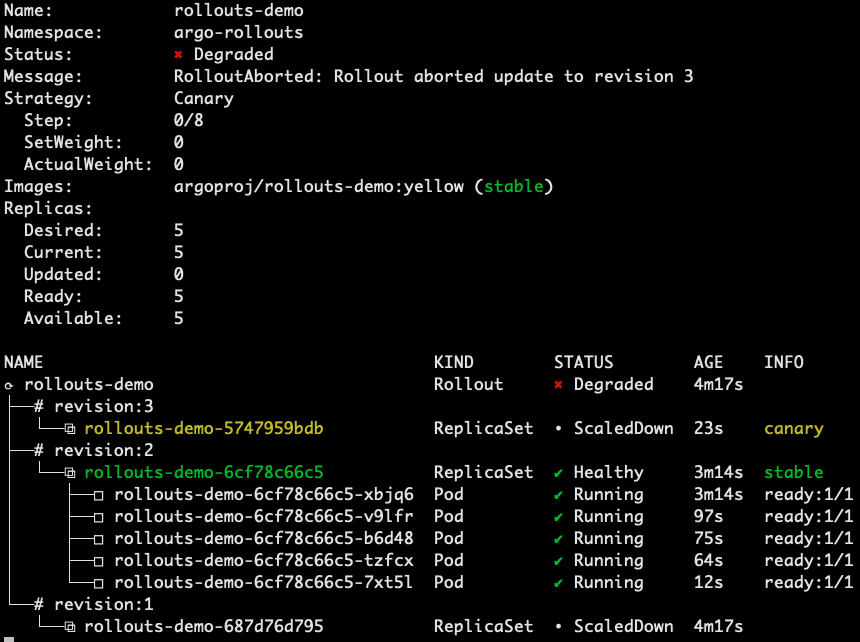 Name:            rollouts-demo
Namespace:       argo-rollouts
Status:          ✖ Degraded
Message:         RolloutAborted: Rollout aborted update to revision 3
Strategy:        Canary
  Step:          0/8
  SetWeight:     0
  ActualWeight:  0
Images:          argoproj/rollouts-demo:yellow (stable)
Replicas:
  Desired:       5
  Current:       5
  Updated:       0
  Ready:         5
  Available:     5

NAME                                       KIND        STATUS        AGE    INFO
⟳ rollouts-demo                            Rollout     ✖ Degraded    4m17s
├──# revision:3
│  └──⧉ rollouts-demo-5747959bdb           ReplicaSet  • ScaledDown  23s    canary
├──# revision:2
│  └──⧉ rollouts-demo-6cf78c66c5           ReplicaSet  ✔ Healthy     3m14s  stable
│     ├──□ rollouts-demo-6cf78c66c5-xbjq6  Pod         ✔ Running     3m14s  ready:1/1
│     ├──□ rollouts-demo-6cf78c66c5-v9lfr  Pod         ✔ Running     97s    ready:1/1
│     ├──□ rollouts-demo-6cf78c66c5-b6d48  Pod         ✔ Running     75s    ready:1/1
│     ├──□ rollouts-demo-6cf78c66c5-tzfcx  Pod         ✔ Running     64s    ready:1/1
│     └──□ rollouts-demo-6cf78c66c5-7xt5l  Pod         ✔ Running     12s    ready:1/1
└──# revision:1
   └──⧉ rollouts-demo-687d76d795           ReplicaSet  • ScaledDown  4m17s